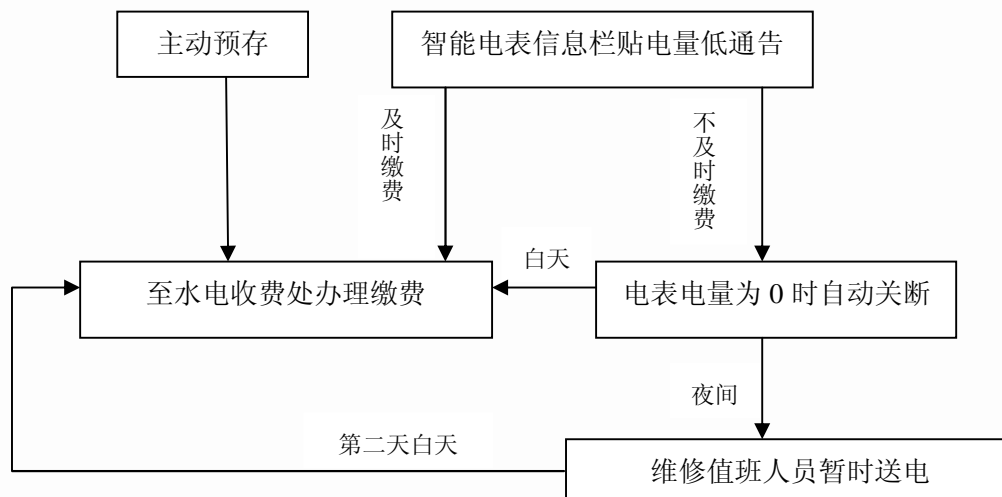 主动预存
智能电表信息栏贴电量低通告
及时缴费
不及时缴费
白天
至水电收费处办理缴费
电表电量为 0 时自动关断
夜间
第二天白天
维修值班人员暂时送电